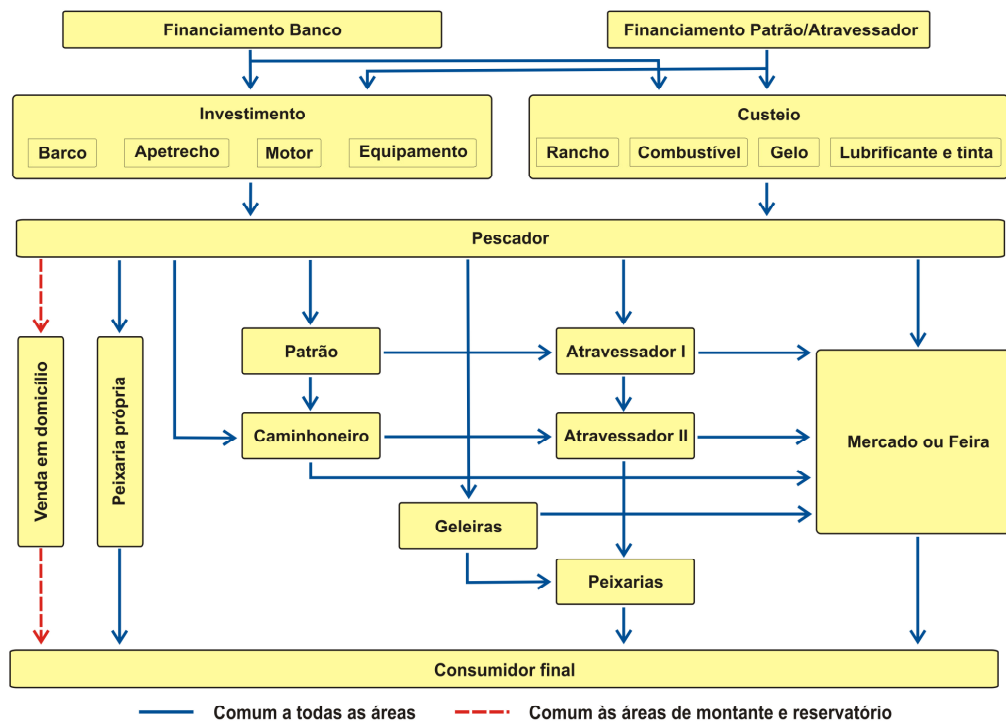 Financiamento Banco
Financiamento Patrão/Atravessador
Investimento
Barco
Apetrecho
Motor
Equipamento
Custeio
Rancho
Combustível
Gelo
Lubrificante e tinta
Pescador
Venda em domicílio
Peixaria própria
Patrão
Atravessador I
Caminhoneiro
Atravessador II
Mercado ou Feira
Geleiras
Peixarias
Consumidor final
Comum a todas as áreas
Comum às áreas de montante e reservatório